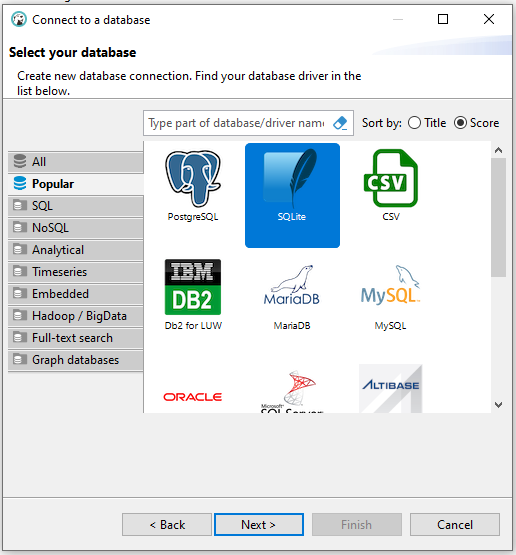 Connect to a database
Select your database
Create new database connection. Find your database driver in the
list below.
Type part of database/driver name
Sort by:
Title
Score
All
Popular
SQL
NoSQL
Analytical
Timeseries
Embedded
Hadoop / BigData
Full-text search
Graph databases
PostgreSQL
SQLite
CSV
CSV
IBM
DB2
Db2 for LUW
MariaDB
MariaDB
MySQL
MySQL
ORACLE
Microsoft
SQL Server
ALTIBASE
< Back
Next >
Finish
Cancel